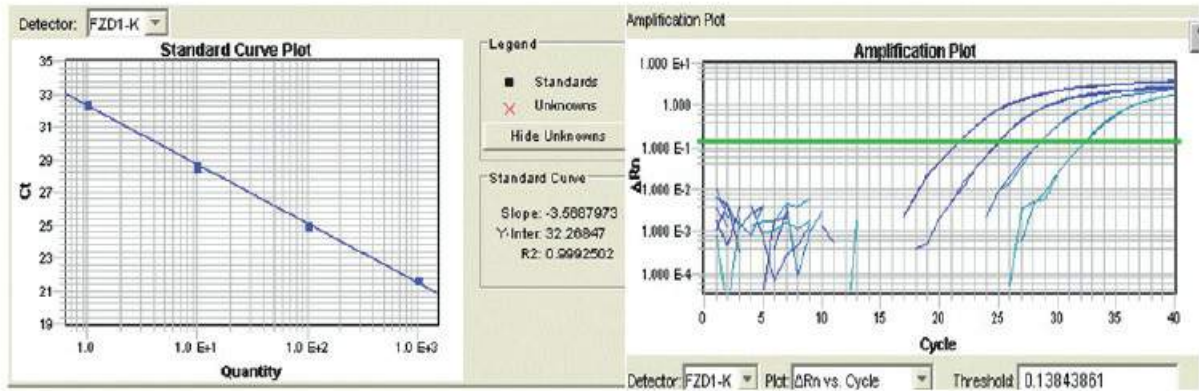 Detector: FZD1-K
Standard Curve Plot
35
33
31
29
27
25
23
21
19
Ct
1.0
1.0 E+1
1.0 E+2
1.0 E+3
Quantity
Legend
Standards
Unknowns
Hide Unknowns
Standard Curve
Y-Inter: 32.26847
R2: 0.9992502
Amplification Plot
Amplification Plot
1.000 E+1
1.000
1.000 E-1
1.000 E-2
1.000 E-3
1.000 E-4
ΔRn
0
5
10
15
20
25
30
35
40
Cycle
Detector: FZD1-K
Plot: ΔRn vs. Cycle
Threshold: 0.13843861